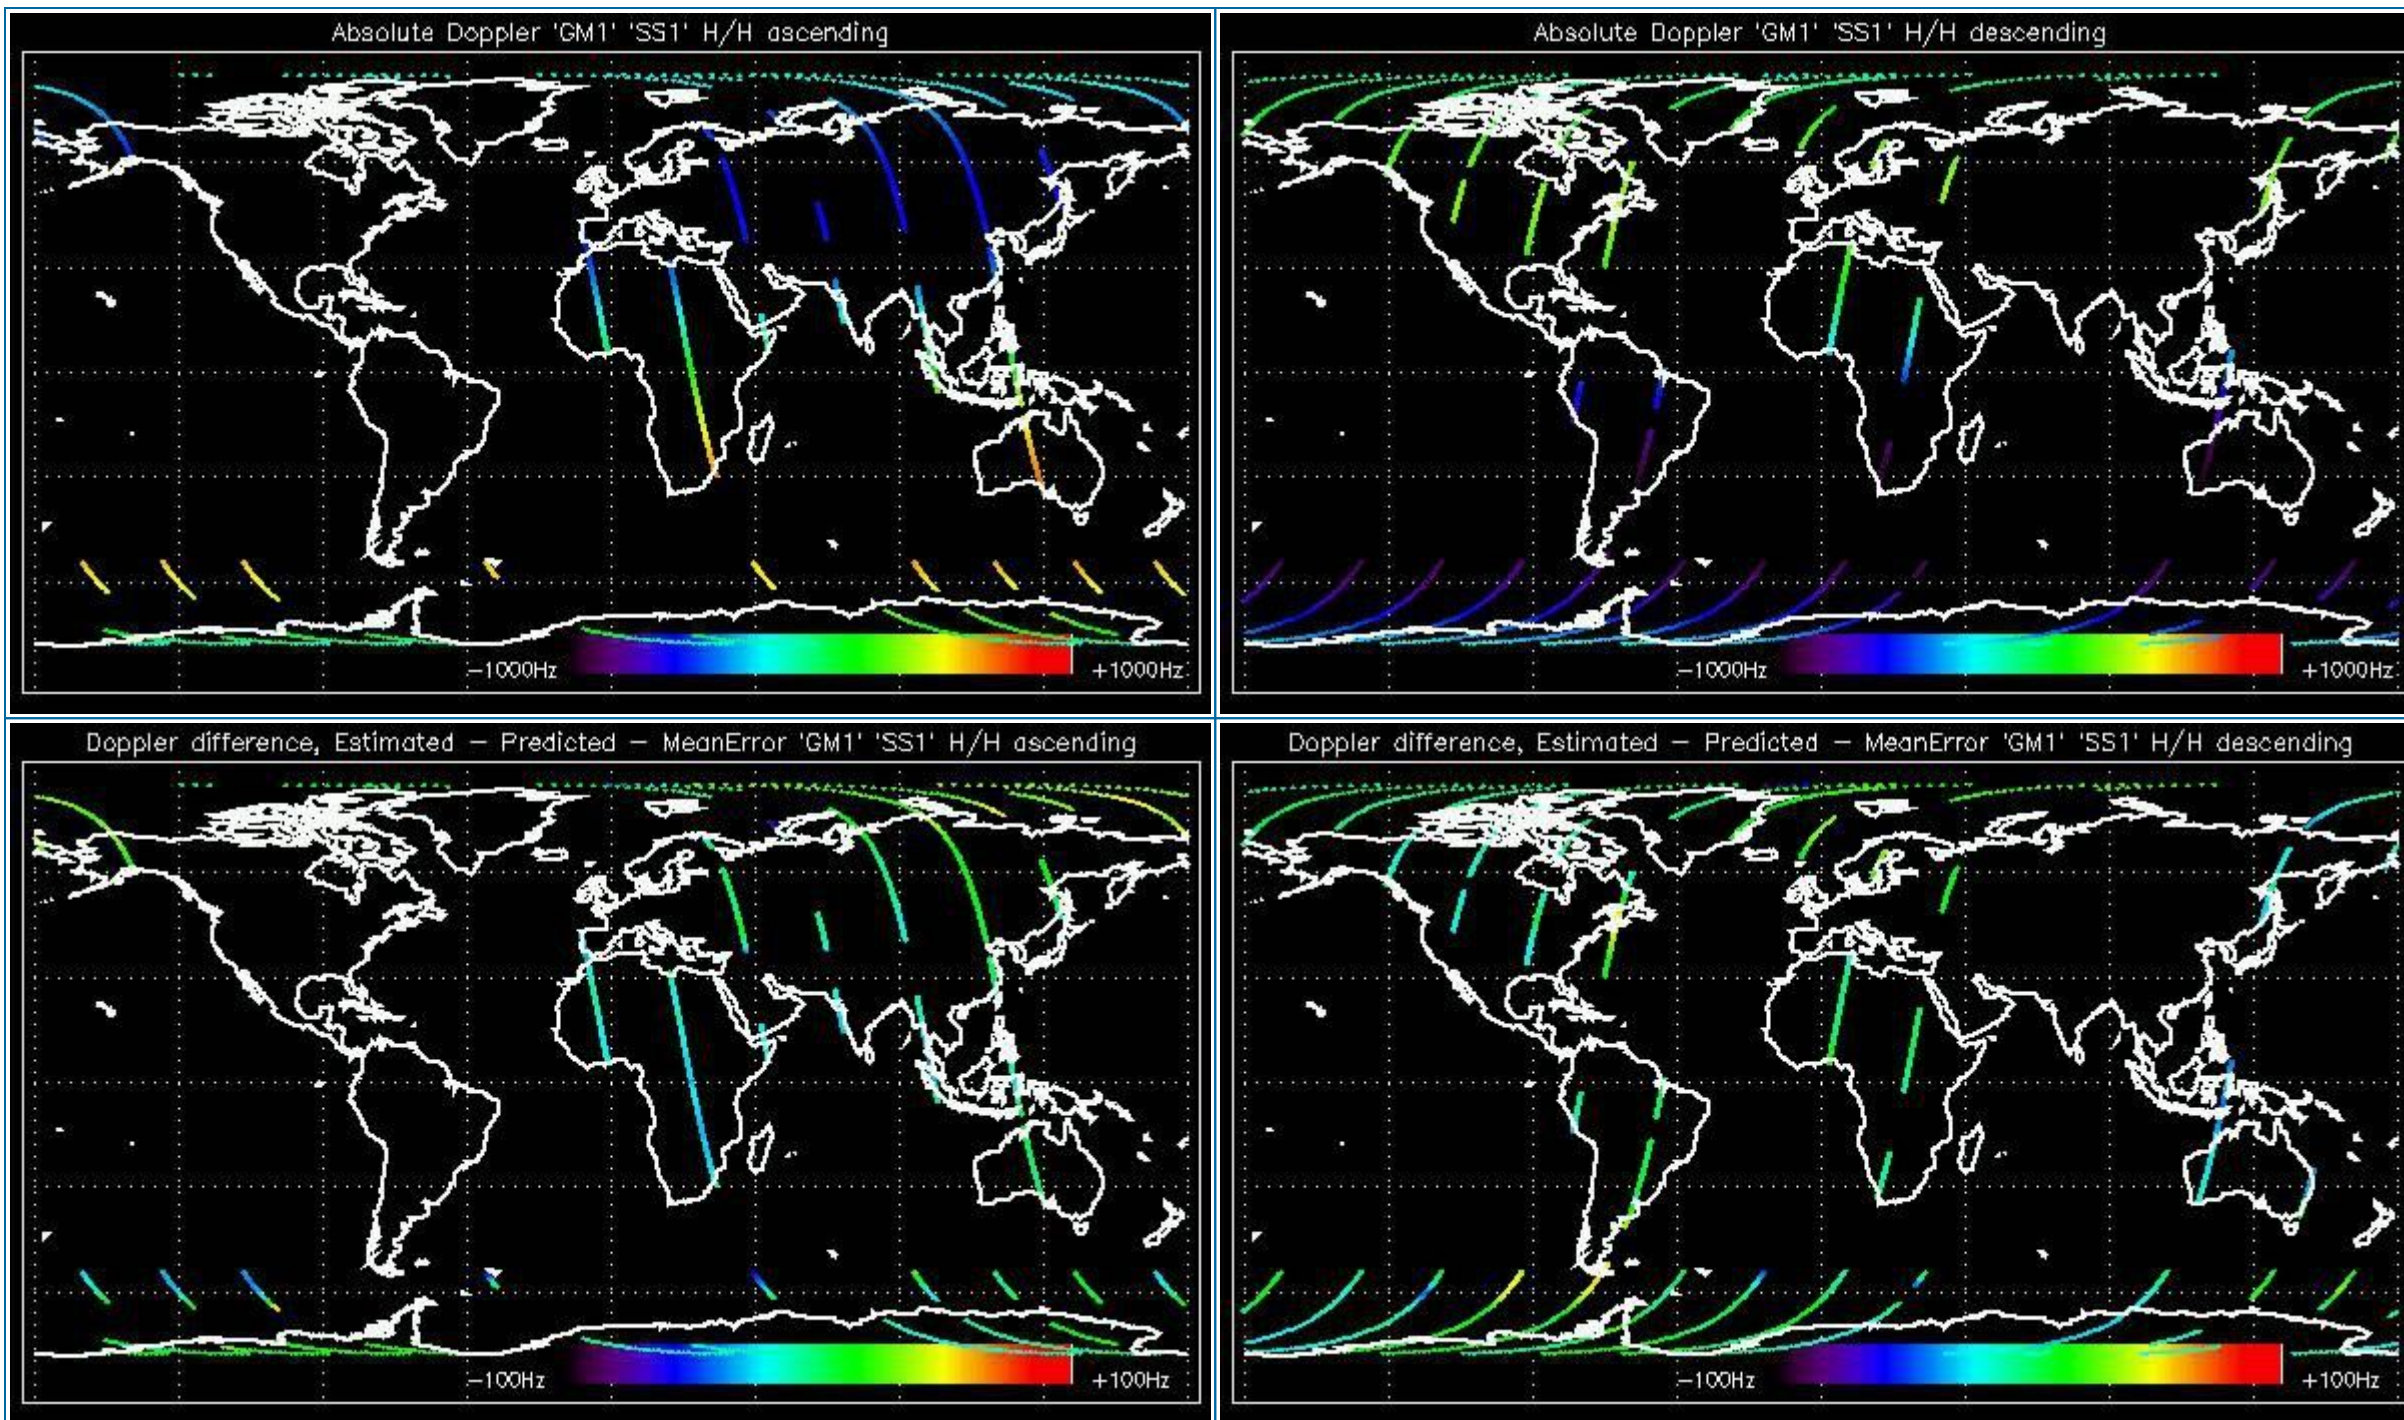 Absolute Doppler 'GM1' 'SS1' H/H ascending
−1000Hz
+1000Hz
Absolute Doppler 'GM1' 'SS1' H/H descending
−1000Hz
+1000Hz
Doppler difference, Estimated − Predicted − MeanError 'GM1' 'SS1' H/H ascending
−100Hz
+100Hz
Doppler difference, Estimated − Predicted − MeanError 'GM1' 'SS1' H/H descending
−100Hz
+100Hz